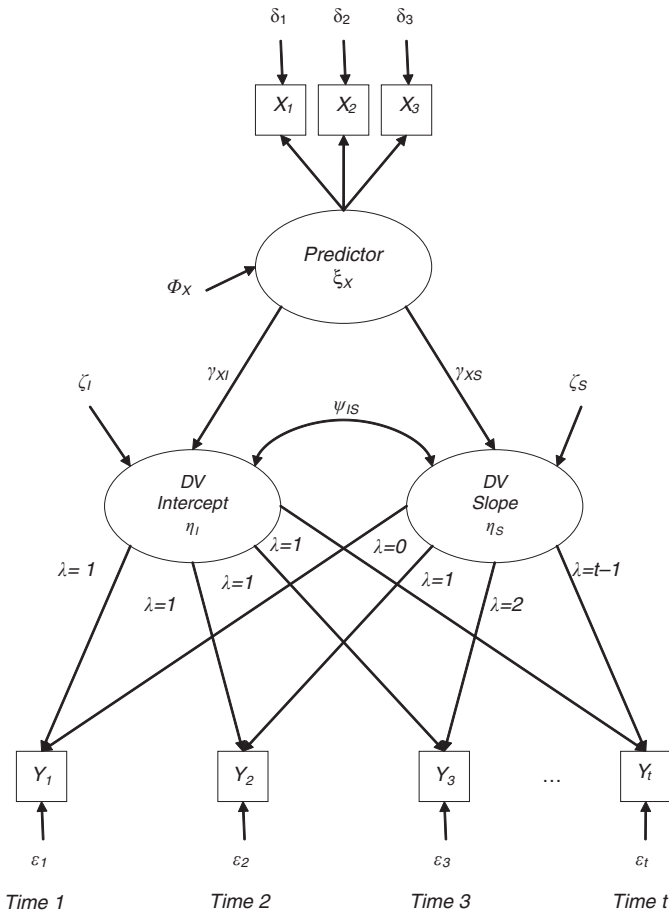 δ1 δ2 δ3
X1 X2 X3
Predictor
ξX
ΦX
γXI γXS
ζI ζS
ψIS
DV
Intercept
ηI
DV
Slope
ηS
λ= 1 λ=1 λ=1 λ=1 λ=0 λ=1 λ=2 λ=t–1
Y1 Y2 Y3 ... Yt
ε1 ε2 ε3 εt
Time 1 Time 2 Time 3 Time t